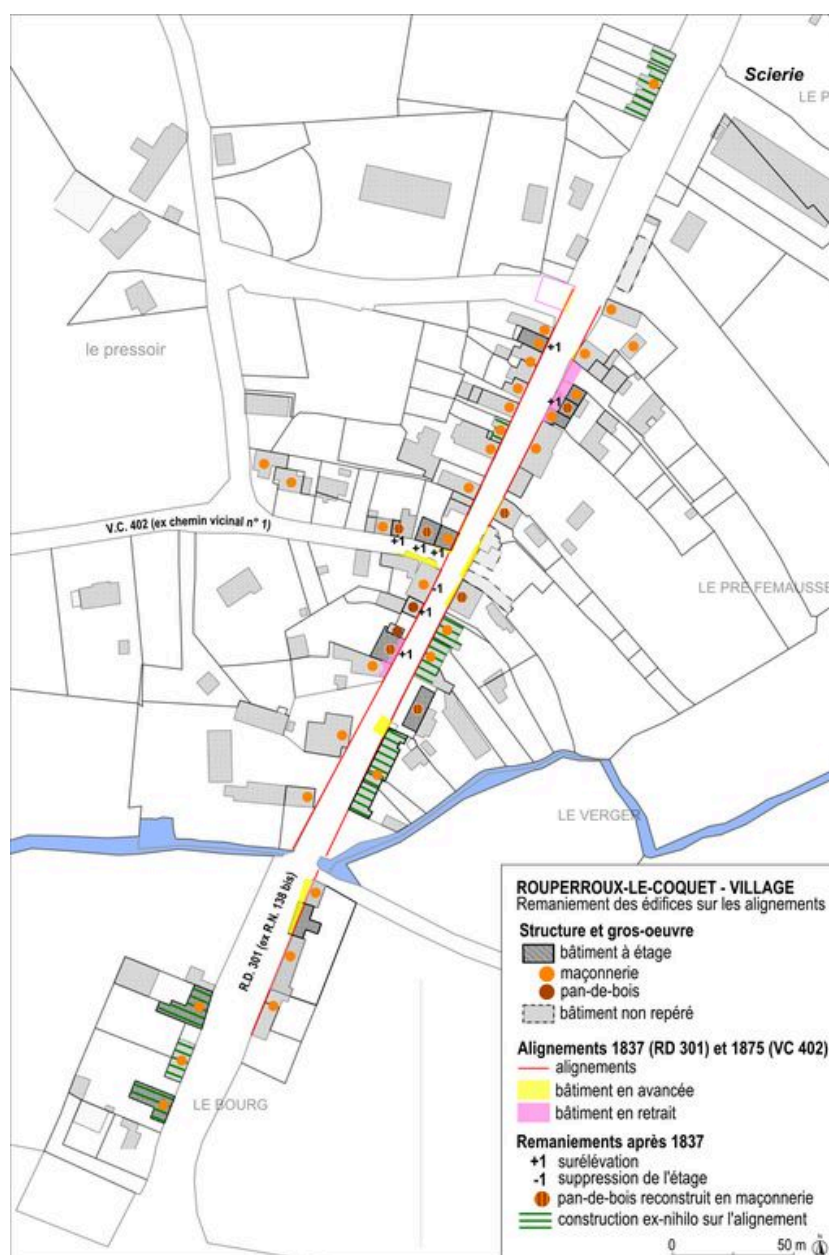 Scierie
LE P
le pressoir
+1
+1
V.C. 402 (ex chemin vicinal n° 1)
+1
+1
+1
-1
+1
+1
LE PRE FEMAUSSE
LE VERGER
R.D. 301 (ex R.N. 138 bis)
LE BOURG
ROUPERROUX-LE-COQUET - VILLAGE
Remaniement des édifices sur les alignements
Structure et gros-oeuvre
bâtiment à étage
maçonnerie
pan-de-bois
bâtiment non repéré
Alignements 1837 (RD 301) et 1875 (VC 402)
alignements
bâtiment en avancée
bâtiment en retrait
Remaniements après 1837
+1 surélévation
-1 suppression de l'étage
pan-de-bois reconstruit en maçonnerie
construction ex-nihilo sur l'alignement
0 50 m